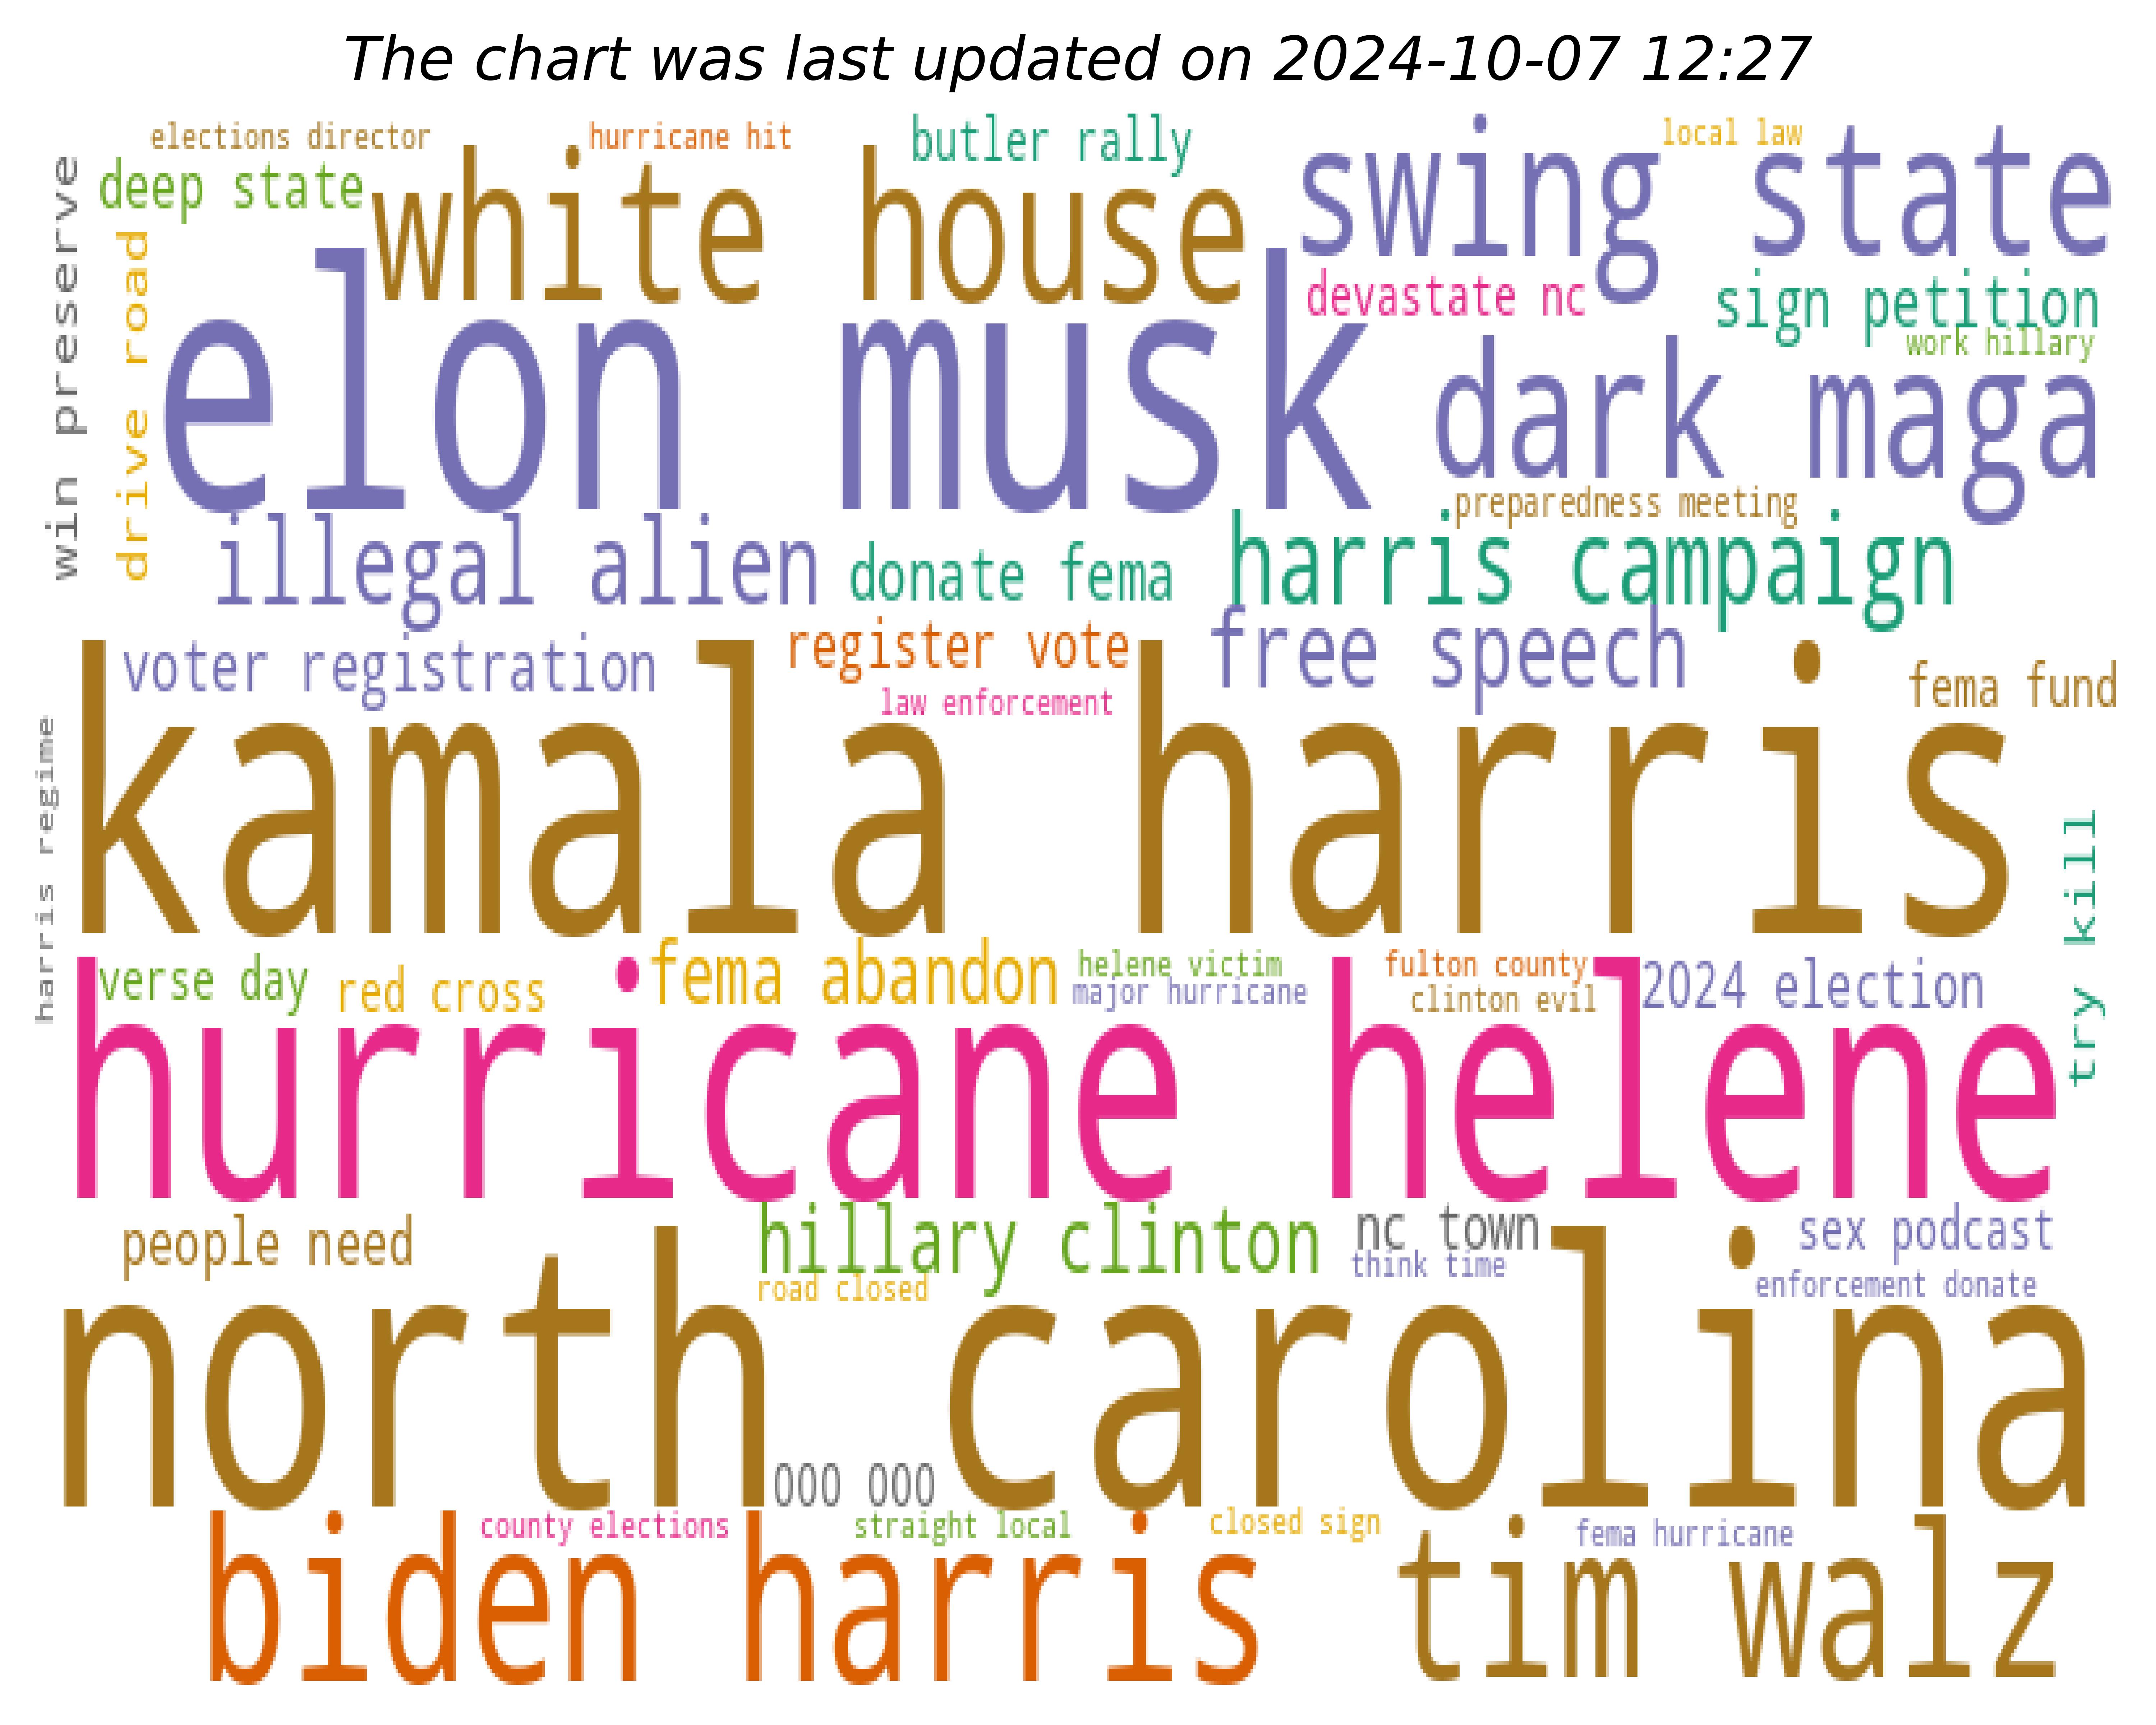 The chart was last updated on 2024-10-07 12:27
elections director
hurricane hit
butler rally
local law
swing state
deep state
white house
win preserve
drive road
devastate nc
sign petition
work hillary
elon musk
dark maga
preparedness meeting
illegal alien
donate fema
harris campaign
voter registration
register vote
free speech
law enforcement
fema fund
harris regime
kamala harris
try kill
verse day
red cross
fema abandon
helene victim
major hurricane
fulton county
clinton evil
2024 election
hurricane helene
people need
hillary clinton
nc town
think time
sex podcast
road closed
enforcement donate
north carolina
000 000
county elections
straight local
closed sign
fema hurricane
biden harris
tim walz